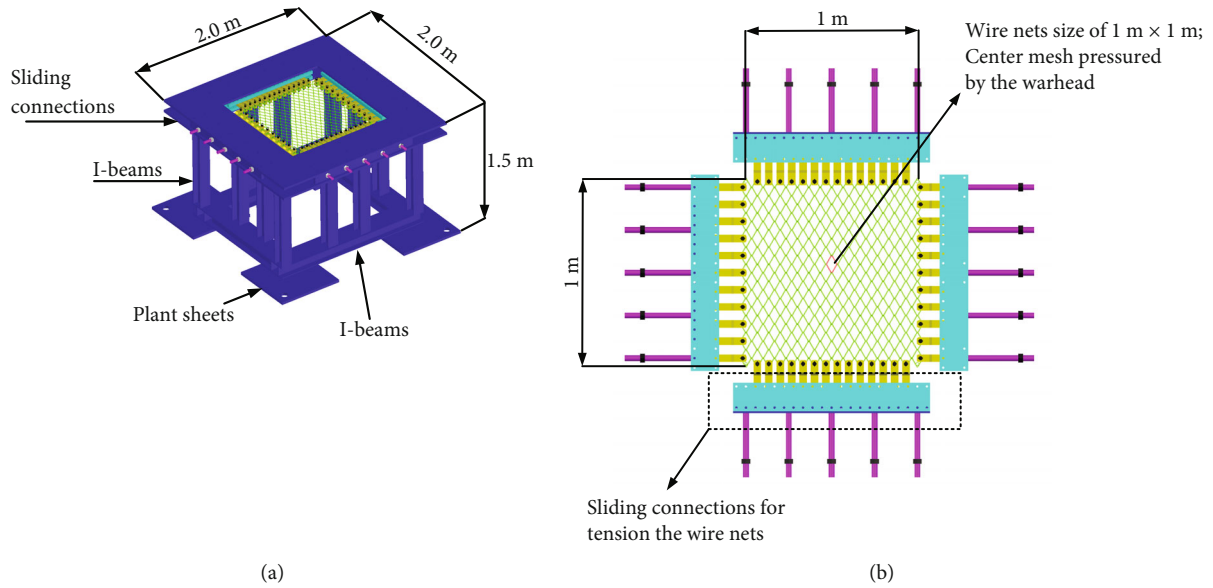 2.0 m
2.0 m
Sliding
connections
I-beams
1.5 m
Plant sheets
I-beams
(a)
1 m
Wire nets size of 1 m × 1 m;
Center mesh pressured
by the warhead
1 m
Sliding connections for
tension the wire nets
(b)